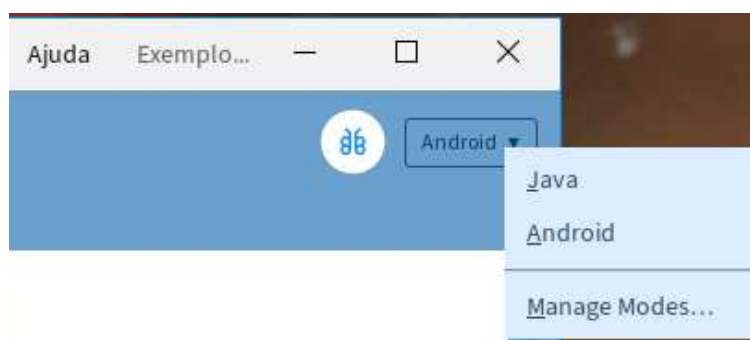 Ajuda Exemplo...
Android
Java
Android
Manage Modes...